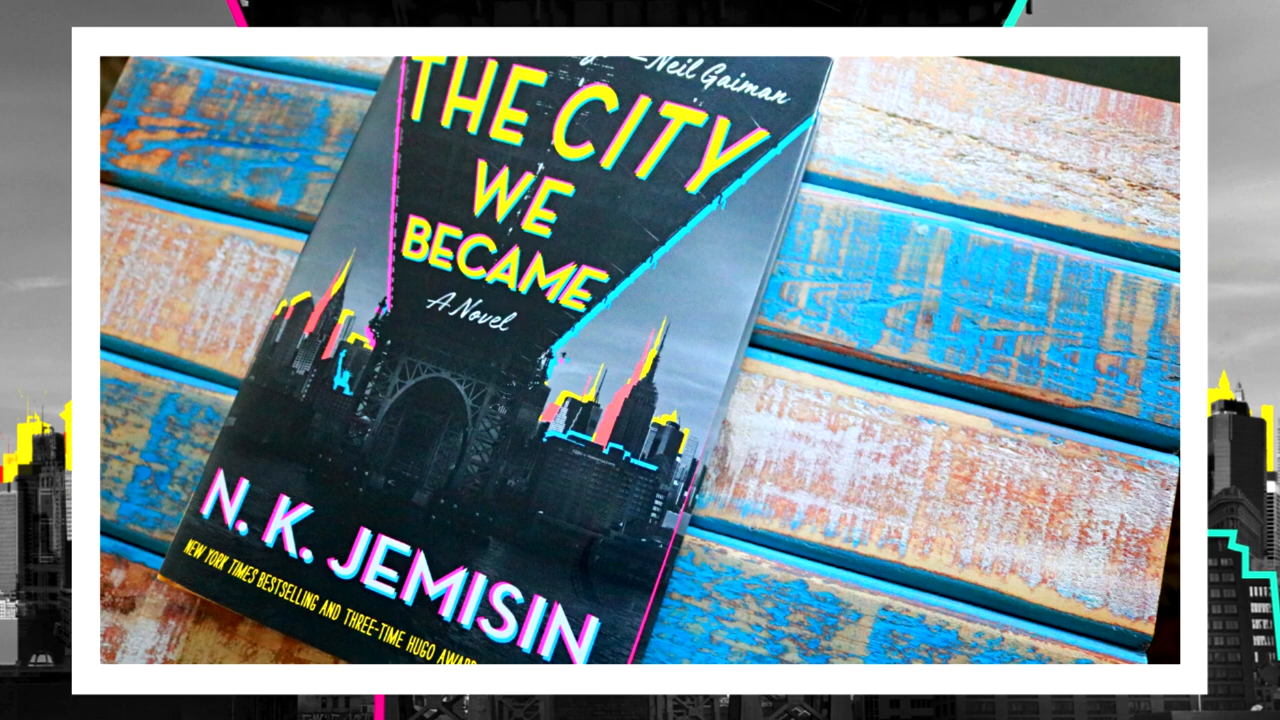 —Neil Gaiman
THE CITY
WE
BECAME
A Novel
N. K. JEMISIN
NEW YORK TIMES BESTSELLING AND THREE-TIME HUGO